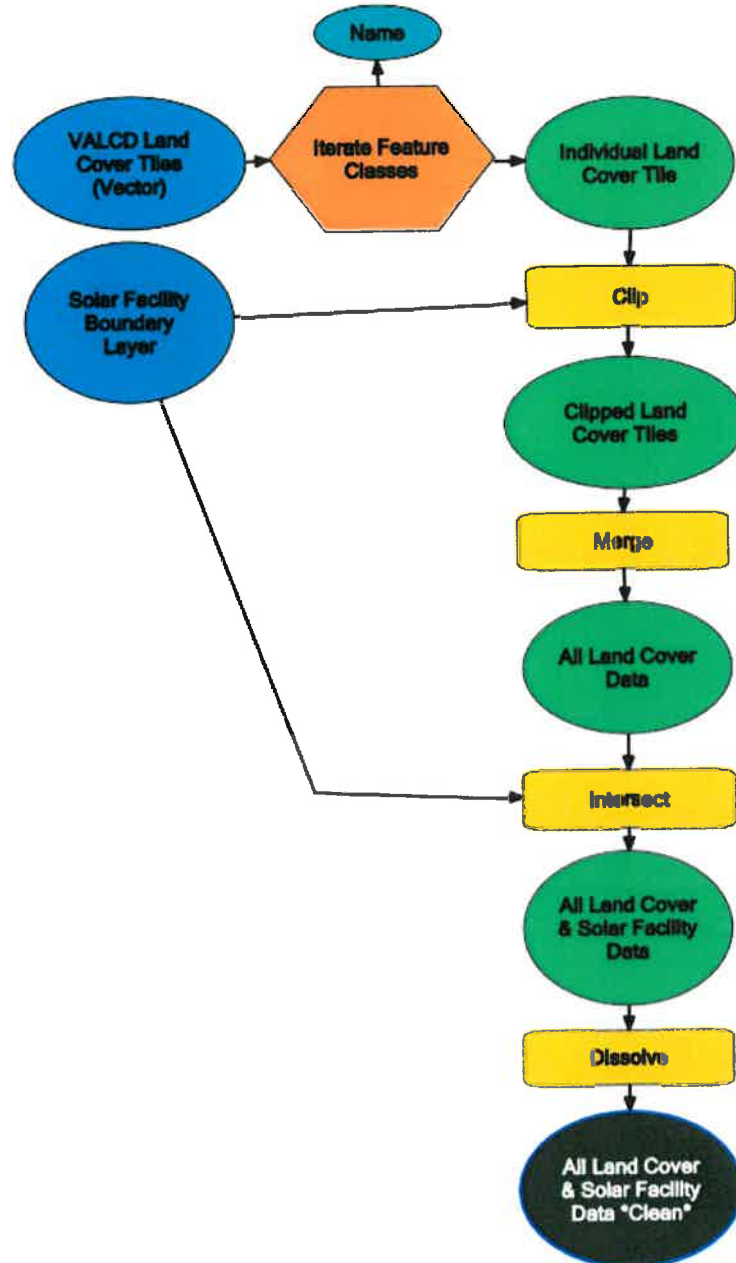 Name
VALCD Land
Cover Tiles
(Vector)
Iterate Feature
Classes
Individual Land
Cover Tile
Solar Facility
Boundary
Layer
Clip
Clipped Land
Cover Tiles
Merge
All Land Cover
Data
Intersect
All Land Cover
& Solar Facility
Data
Dissolve
All Land Cover
& Solar Facility
Data "Clean"